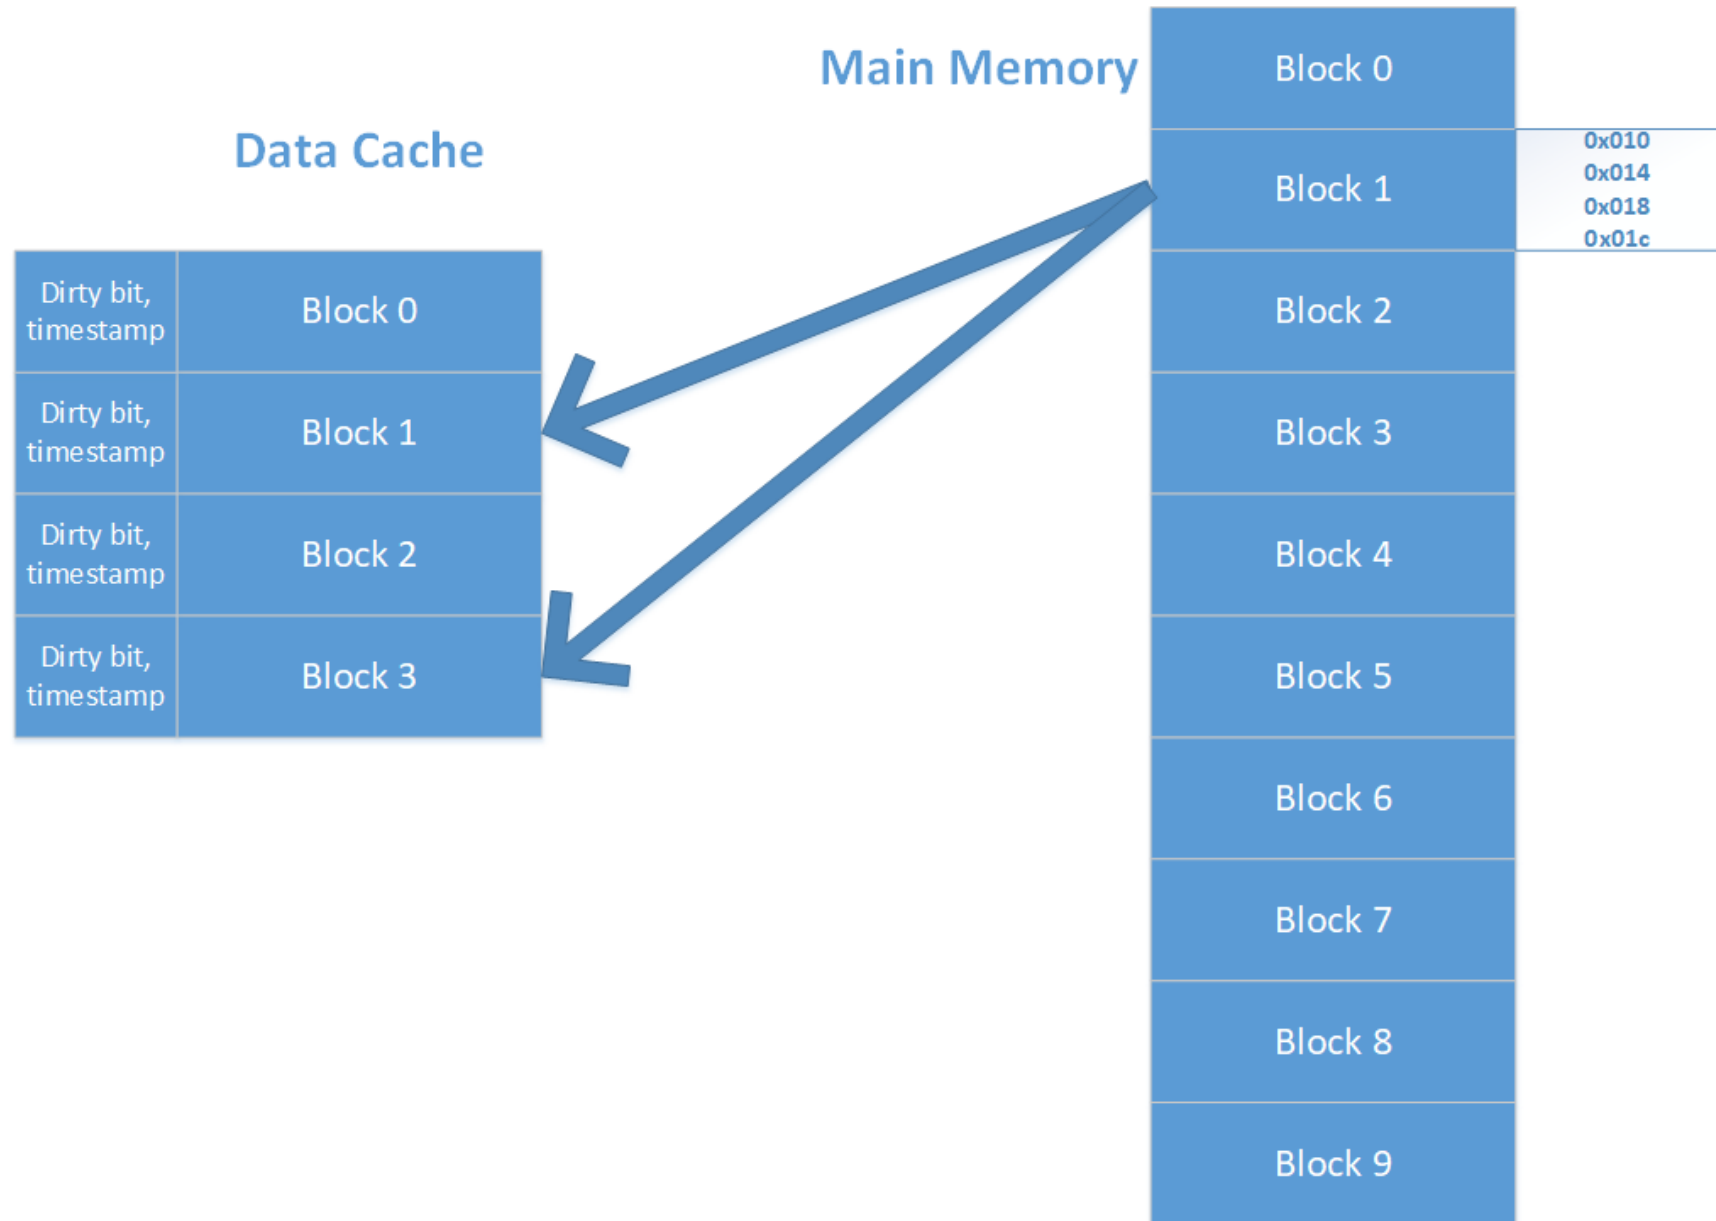 Main Memory
Data Cache
Dirty bit,
timestamp
Block 0
Dirty bit,
timestamp
Block 1
Dirty bit,
timestamp
Block 2
Dirty bit,
timestamp
Block 3
Block 0
Block 1
0x010
0x014
0x018
0x01c
Block 2
Block 3
Block 4
Block 5
Block 6
Block 7
Block 8
Block 9